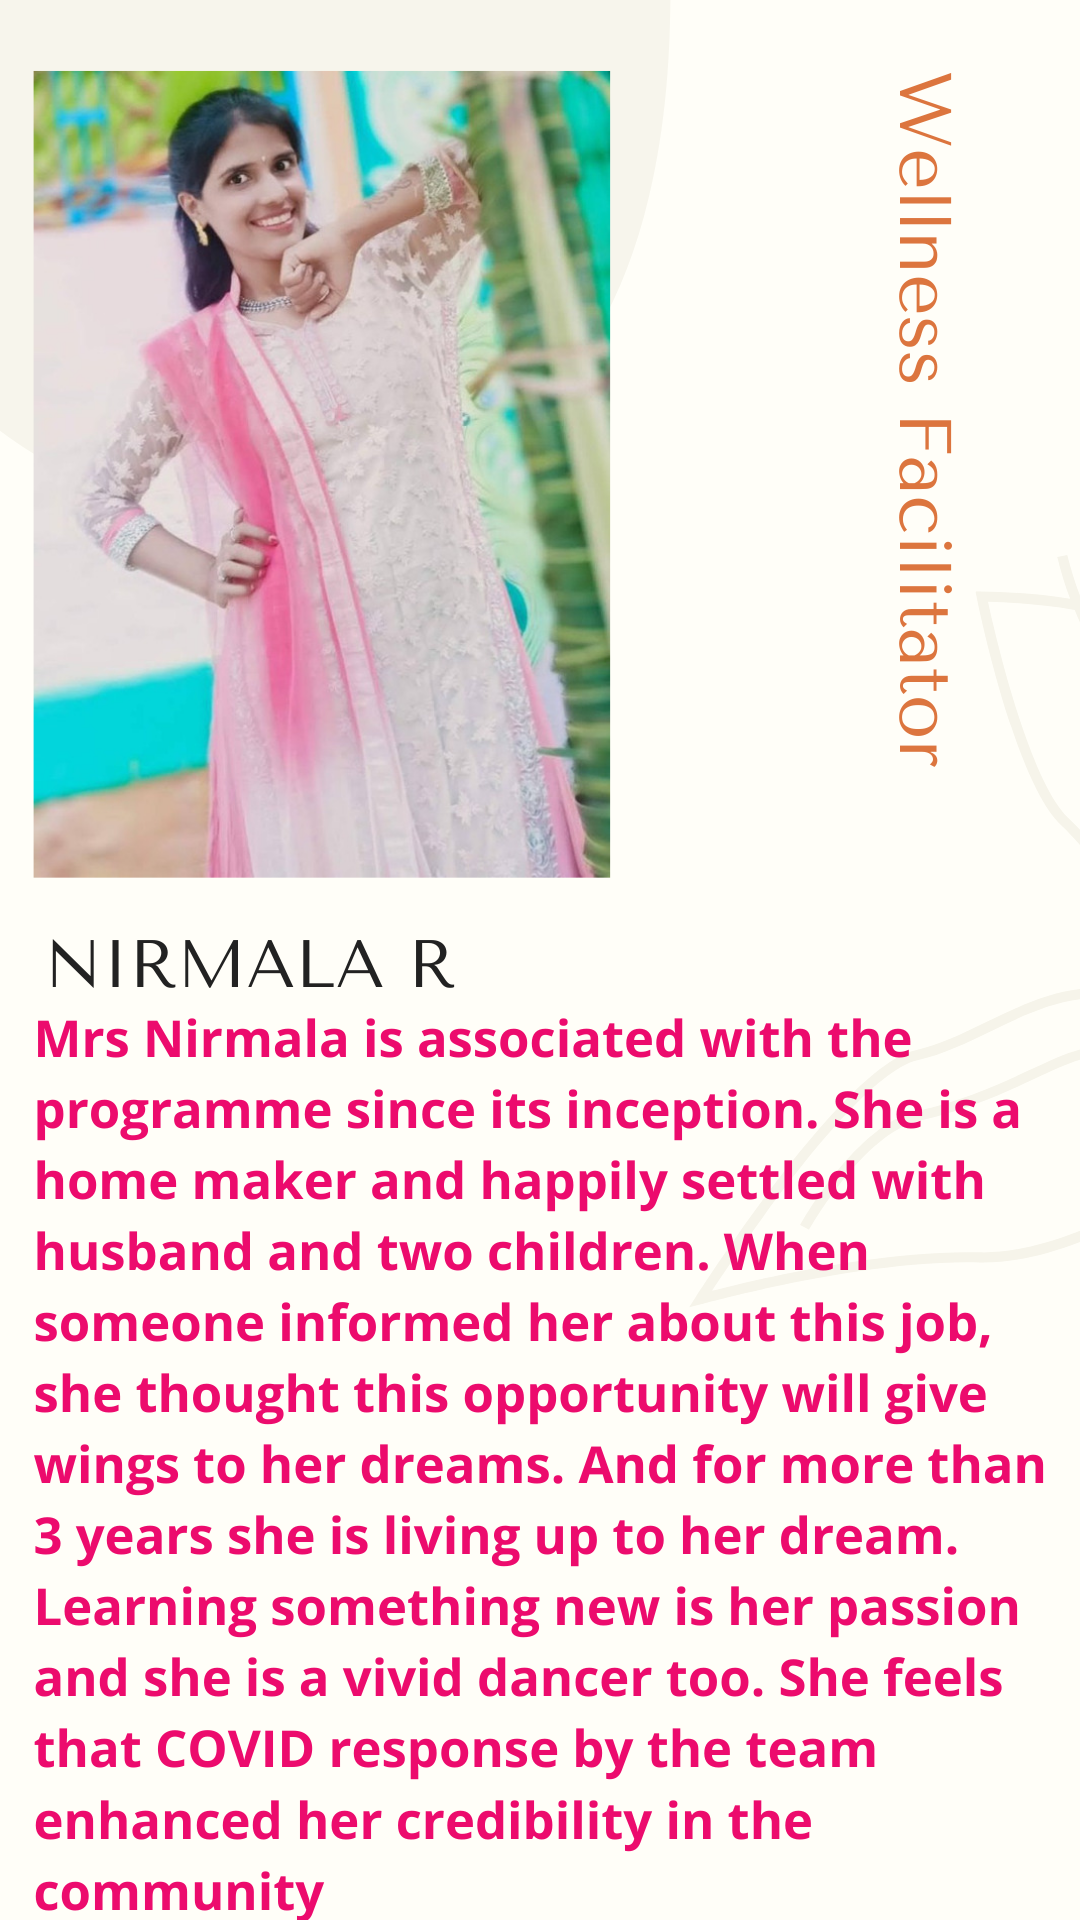 Wellness Facilitator
NIRMALA R
Mrs Nirmala is associated with the
programme since its inception. She is a
home maker and happily settled with
husband and two children. When
someone informed her about this job,
she thought this opportunity will give
wings to her dreams. And for more than
3 years she is living up to her dream.
Learning something new is her passion
and she is a vivid dancer too. She feels
that COVID response by the team
enhanced her credibility in the
community